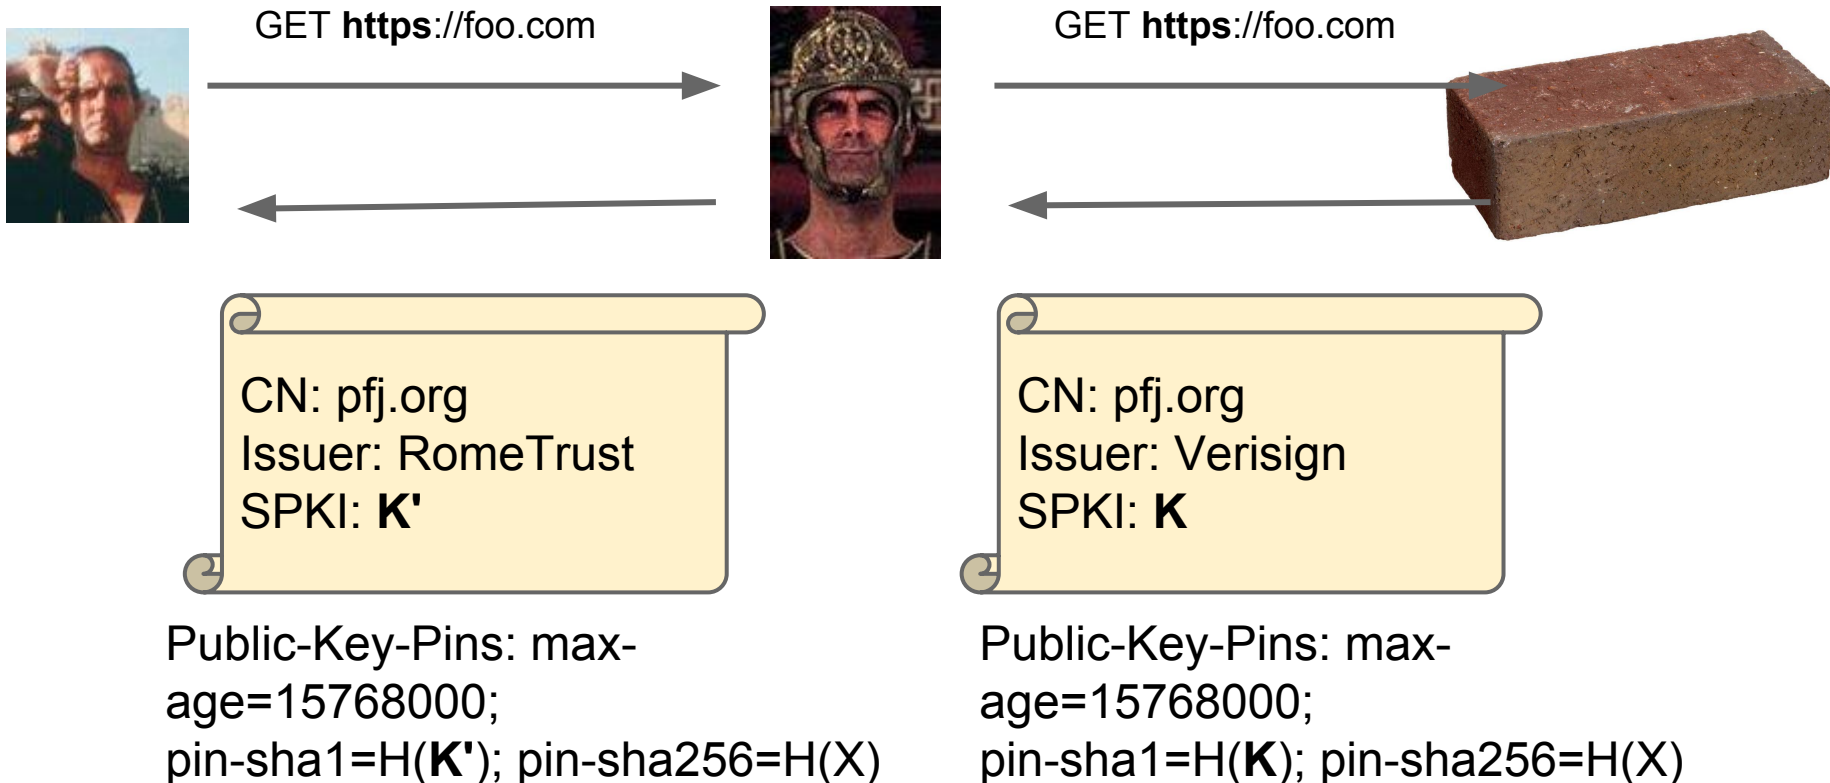 GET https://foo.com
GET https://foo.com
CN: pfj.org
Issuer: RomeTrust
SPKI: K'
CN: pfj.org
Issuer: Verisign
SPKI: K
Public-Key-Pins: max-
age=15768000;
pin-sha1=H(K'); pin-sha256=H(X)
Public-Key-Pins: max-
age=15768000;
pin-sha1=H(K); pin-sha256=H(X)